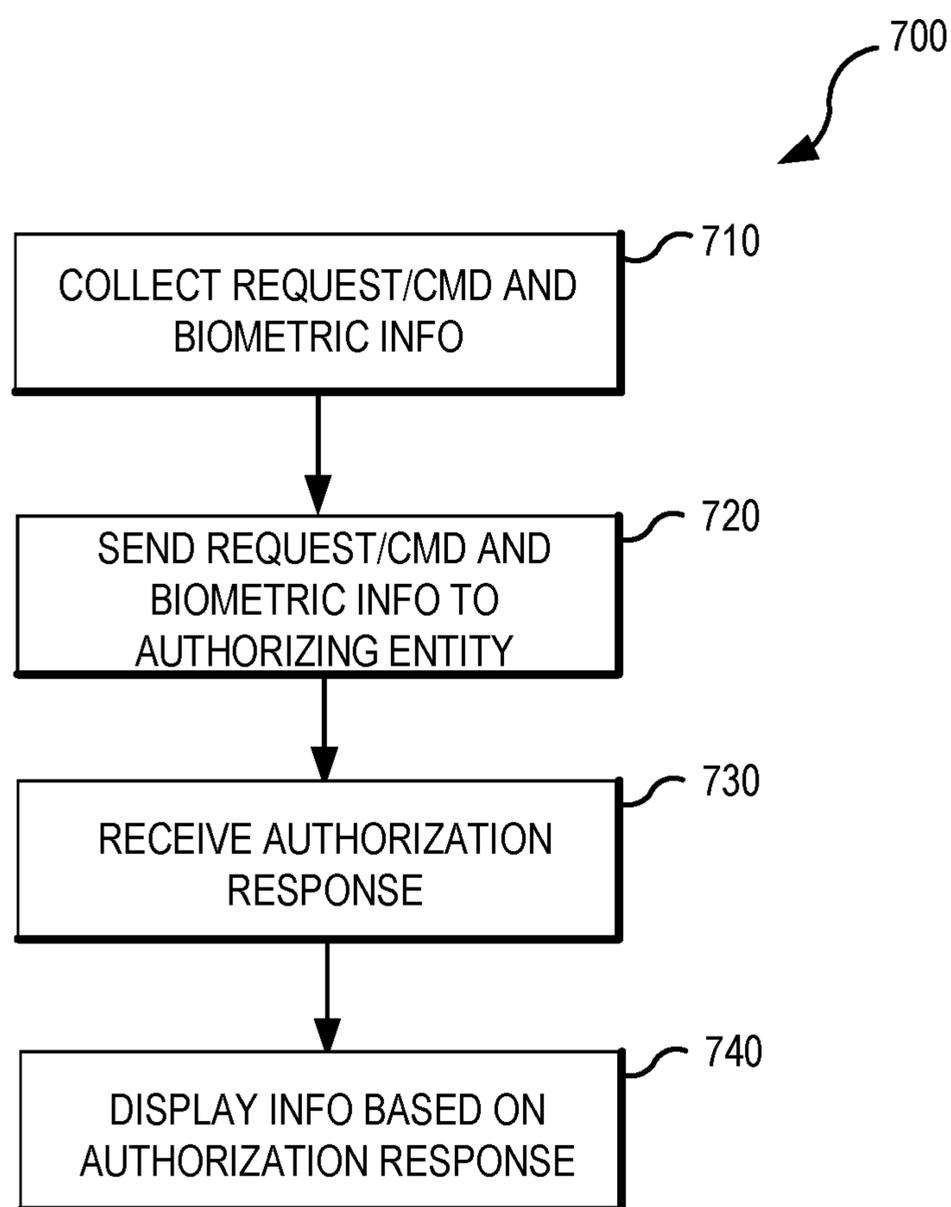 700
710
COLLECT REQUEST/CMD AND
BIOMETRIC INFO
720
SEND REQUEST/CMD AND
BIOMETRIC INFO TO
AUTHORIZING ENTITY
730
RECEIVE AUTHORIZATION
RESPONSE
740
DISPLAY INFO BASED ON
AUTHORIZATION RESPONSE